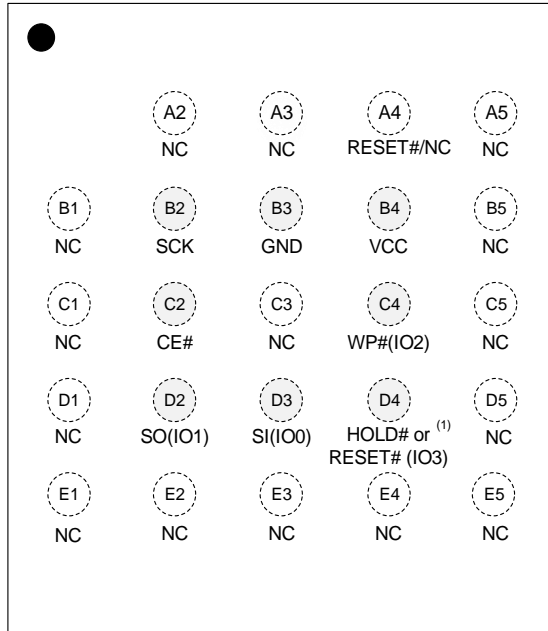 A2 A3 A4 A5
NC NC RESET#/NC NC
B1 B2 B3 B4 B5
NC SCK GND VCC NC
C1 C2 C3 C4 C5
NC CE# NC WP#(IO2) NC
D1 D2 D3 D4 D5
NC SO(IO1) SI(IO0) HOLD# or (1) NC
RESET# (IO3)
E1 E2 E3 E4 E5
NC NC NC NC NC